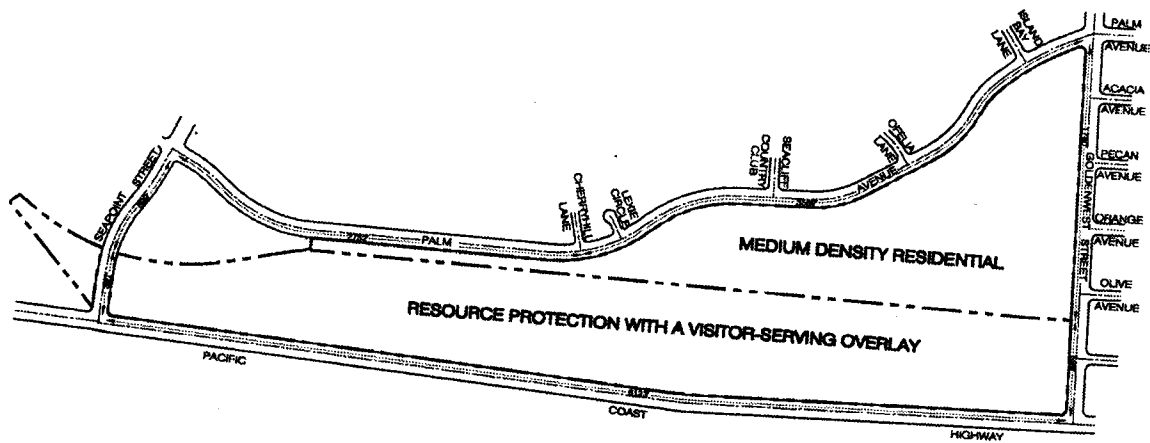 ISLAND
BAY
LANE
PALM
AVENUE
ACACIA
AVENUE
PECAN
AVENUE
ORANGE
AVENUE
OLIVE
AVENUE
GOLDENWEST
STREET
OFELIA
LANE
SEACLIFF
COUNTRY
CLUB
AVENUE
SEAPOINT STREET
CHERRYHILL
LANE
LEXIE
CIRCLE
PALM
MEDIUM DENSITY RESIDENTIAL
RESOURCE PROTECTION WITH A VISITOR-SERVING OVERLAY
PACIFIC
COAST
HIGHWAY